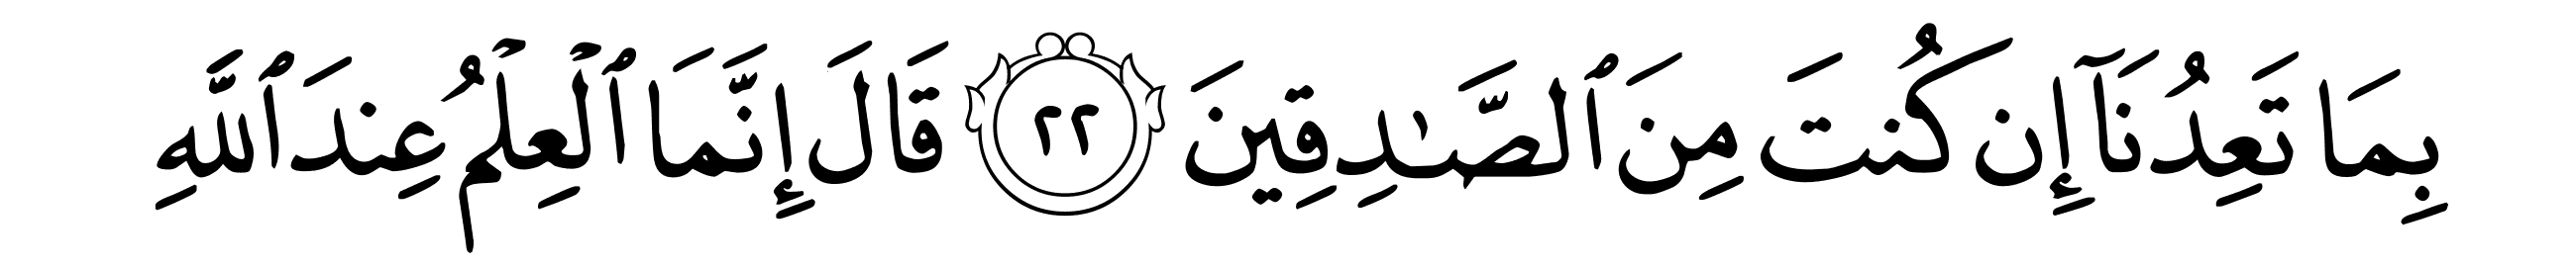 بِمَا تَعِدُنَآ إِن كُنتَ مِنَ ٱلصَّـٰدِقِينَ ٢٢ قَالَ إِنَّمَا ٱلْعِلْمُ عِندَ ٱللَّهِ